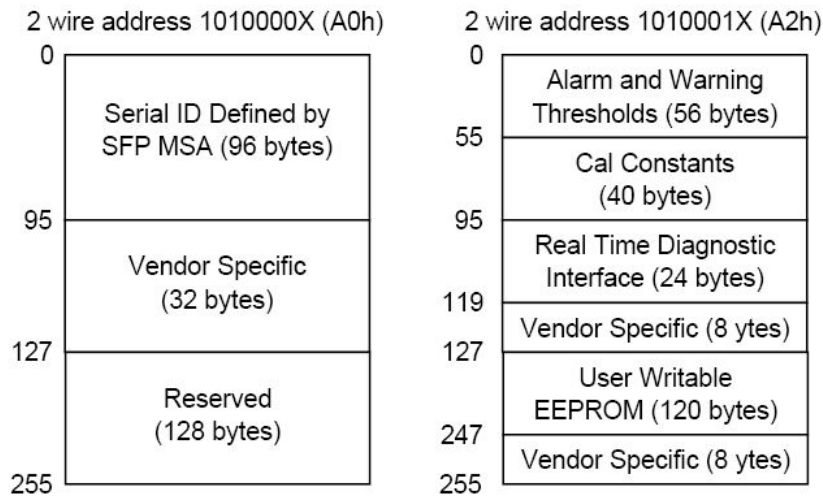 2 wire address 1010000X (A0h)
0
Serial ID Defined by
SFP MSA (96 bytes)
95
Vendor Specific
(32 bytes)
127
Reserved
(128 bytes)
255
2 wire address 1010001X (A2h)
0
Alarm and Warning
Thresholds (56 bytes)
55
Cal Constants
(40 bytes)
95
Real Time Diagnostic
Interface (24 bytes)
119
Vendor Specific (8 ytes)
127
User Writable
EEPROM (120 bytes)
247
Vendor Specific (8 ytes)
255